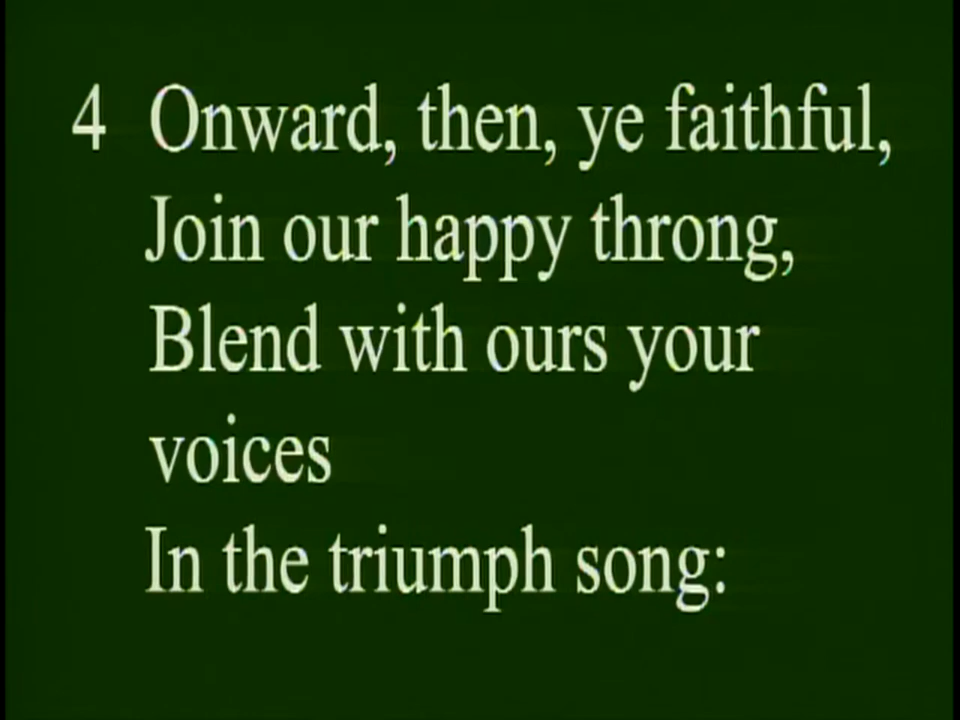 4 Onward, then, ye faithful,
Join our happy throng,
Blend with ours your
voices
In the triumph song: